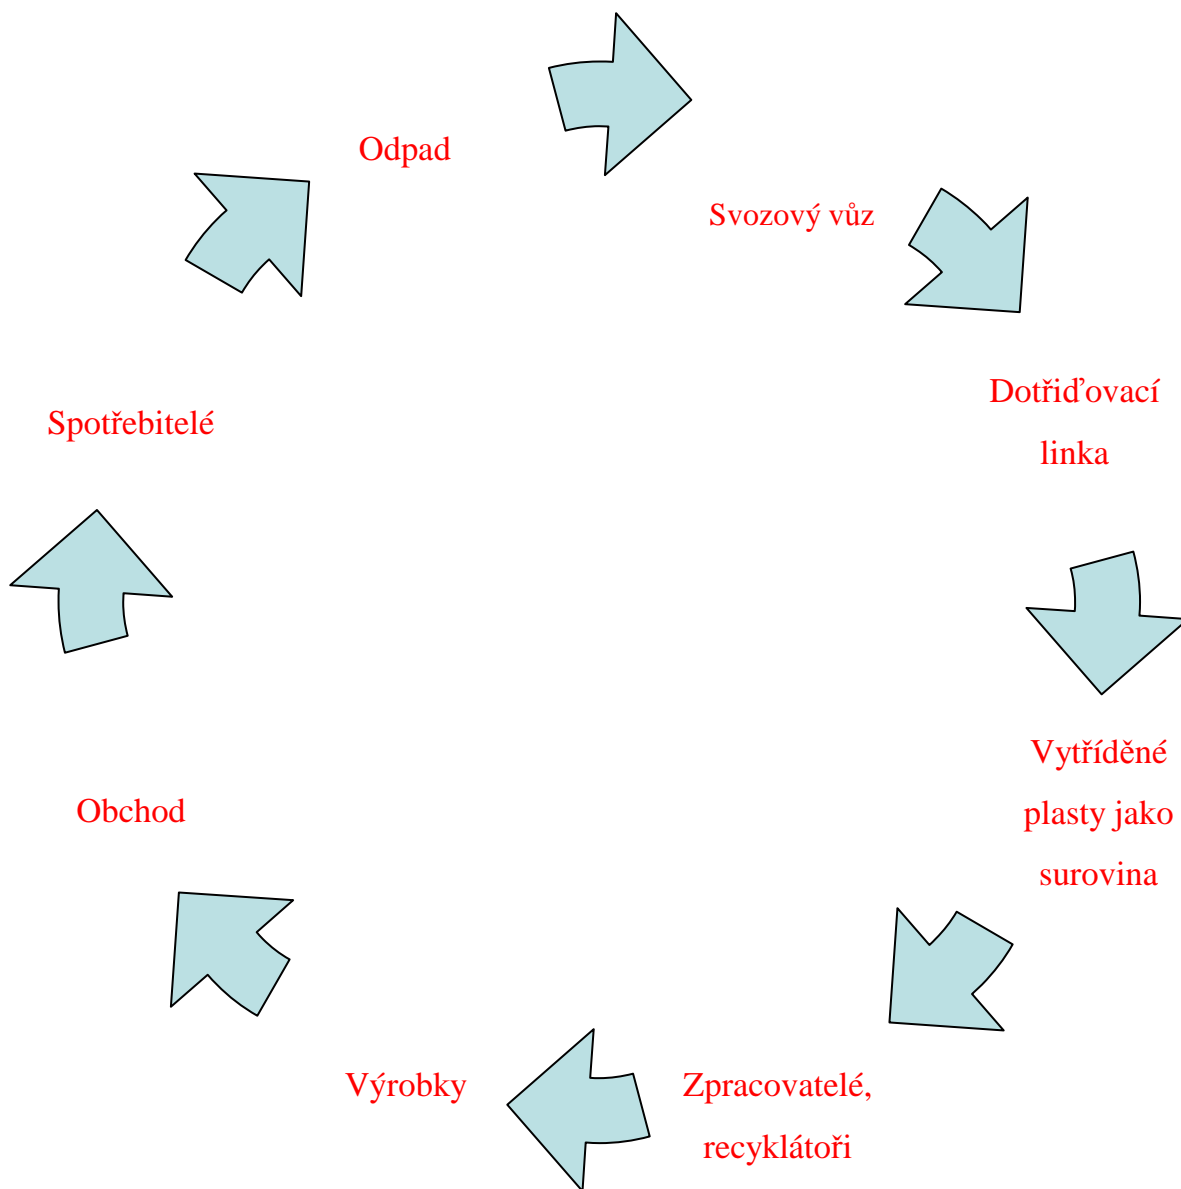 Odpad
Svozový vůz
Dotřiďovací
linka
Vytříděné
plasty jako
surovina
Zpracovatelé,
recyklátoři
Výrobky
Obchod
Spotřebitelé